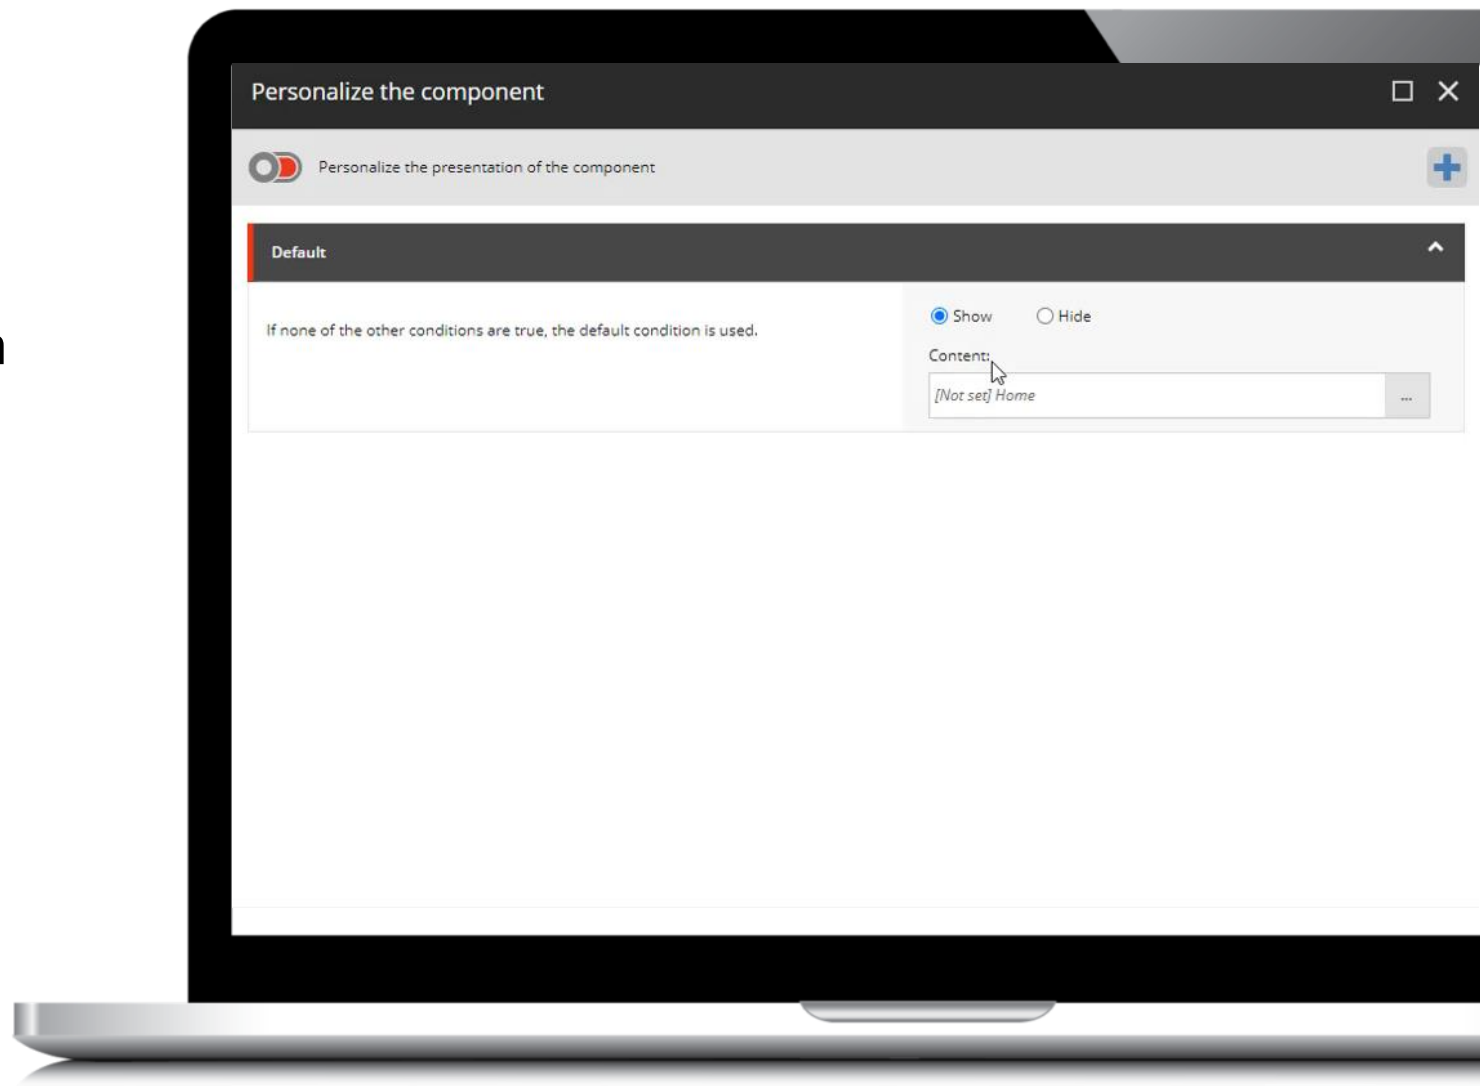 Personalize the component
Personalize the presentation of the component
Default
If none of the other conditions are true, the default condition is used.
Show
Hide
Content:
[Not set] Home
...